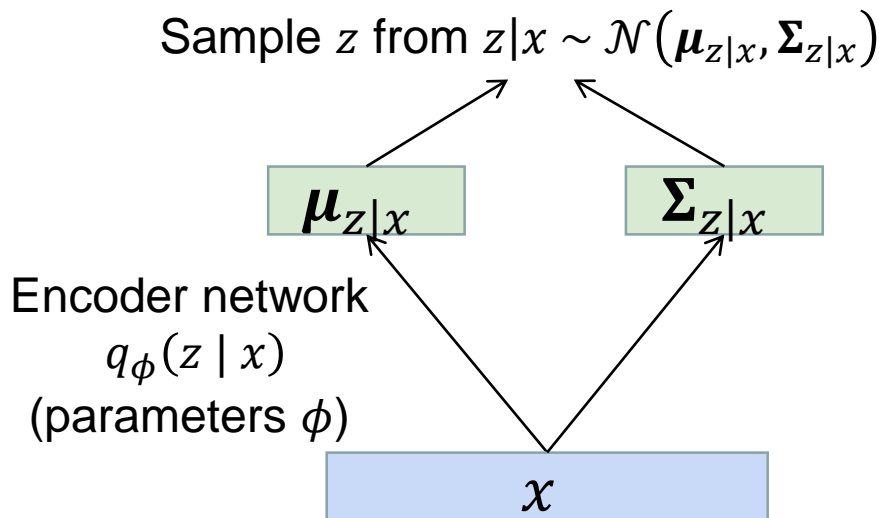 Sample 𝑧 from 𝑧|𝑥 ~ 𝒩(𝝁𝑧|𝑥, 𝚺𝑧|𝑥)
𝝁𝑧|𝑥
𝚺𝑧|𝑥
Encoder network
𝑞𝜙(𝑧 | 𝑥)
(parameters 𝜙)
𝑥